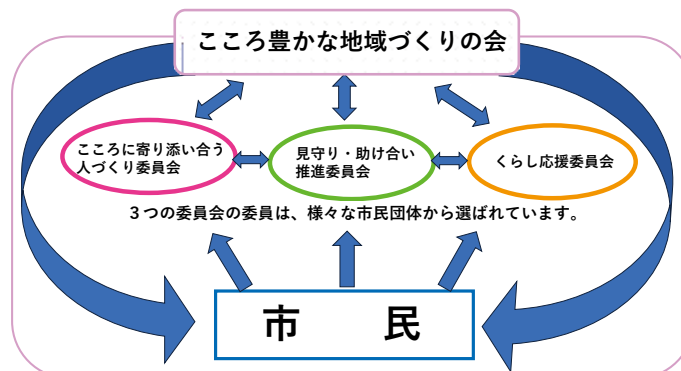 こころ豊かな地域づくりの会
こころに寄り添い合う
人づくり委員会
見守り・助け合い
推進委員会
くらし応援委員会
３つの委員会の委員は、様々な市民団体から選ばれています。
市　民